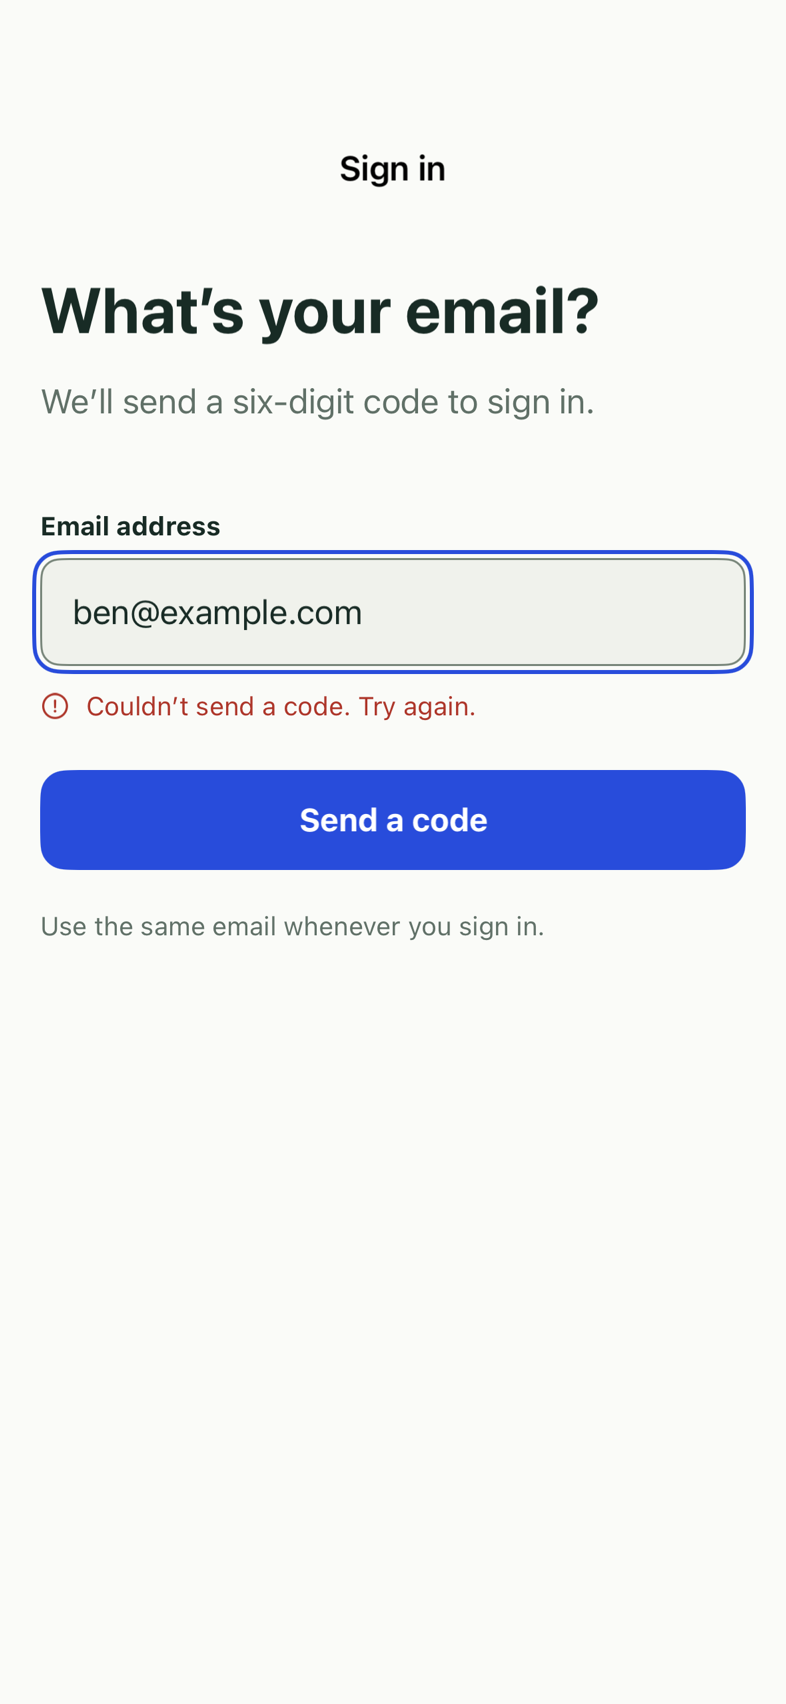 Sign in
What’s your email?
We’ll send a six-digit code to sign in.
Email address
ben@example.com
Couldn’t send a code. Try again.
Send a code
Use the same email whenever you sign in.